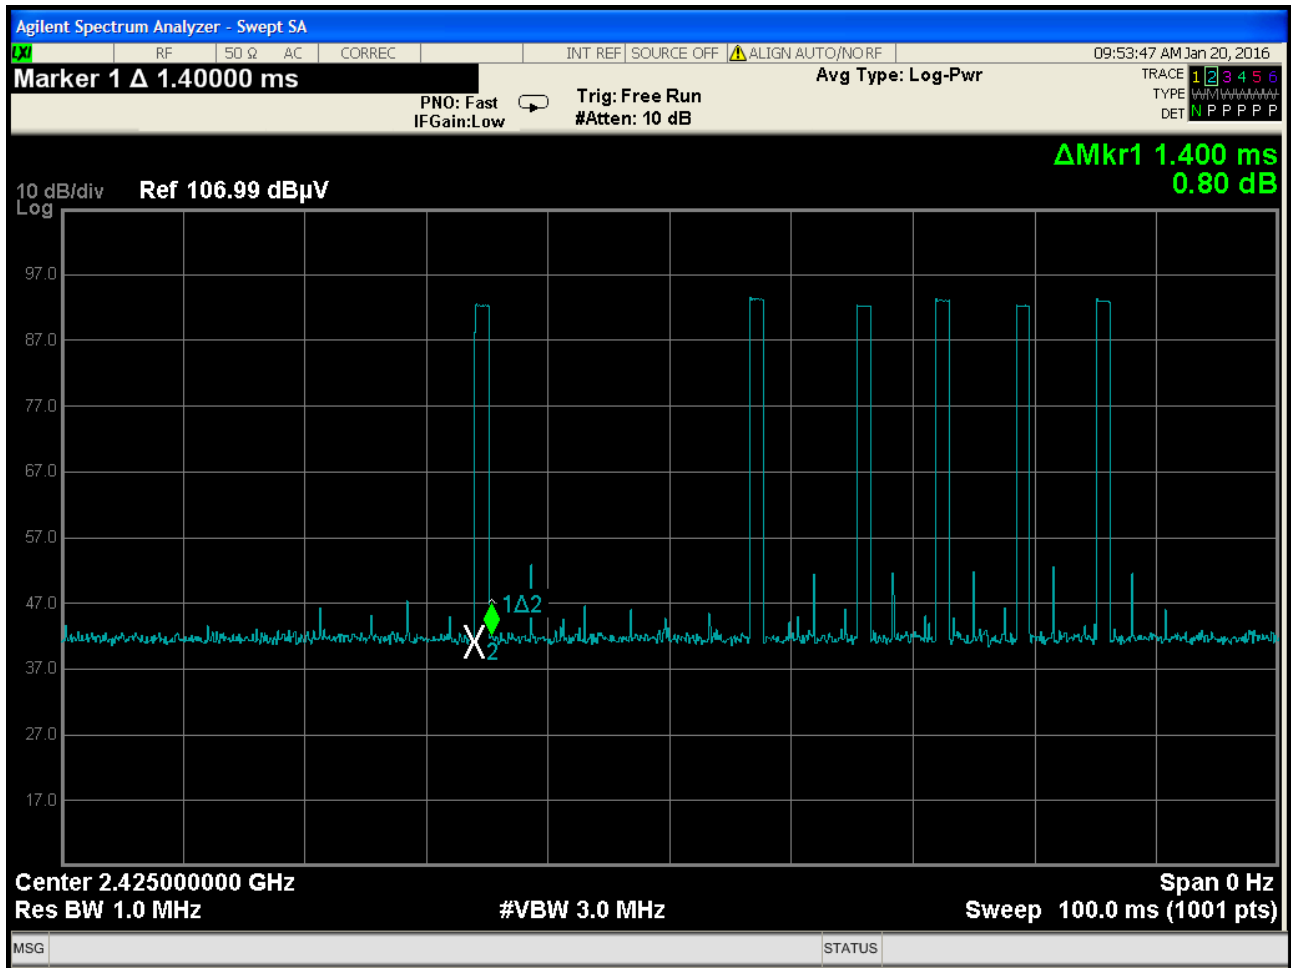 Agilent Spectrum Analyzer - Swept SA
LXI RF 50 Ω AC CORREC INT REF SOURCE OFF ALIGN AUTO/NO RF 09:53:47 AM Jan 20, 2016
Marker 1 Δ 1.40000 ms
Avg Type: Log-Pwr
TRACE 1 2 3 4 5 6
PNO: Fast
IFGain:Low
Trig: Free Run
#Atten: 10 dB
TYPE WMWWWW
DET N P P P P P
ΔMkr1 1.400 ms
0.80 dB
10 dB/div Ref 106.99 dBµV
Log
97.0
87.0
77.0
67.0
57.0
47.0
37.0
27.0
17.0
1Δ2
X2
Center 2.425000000 GHz Span 0 Hz
Res BW 1.0 MHz #VBW 3.0 MHz Sweep 100.0 ms (1001 pts)
MSG STATUS